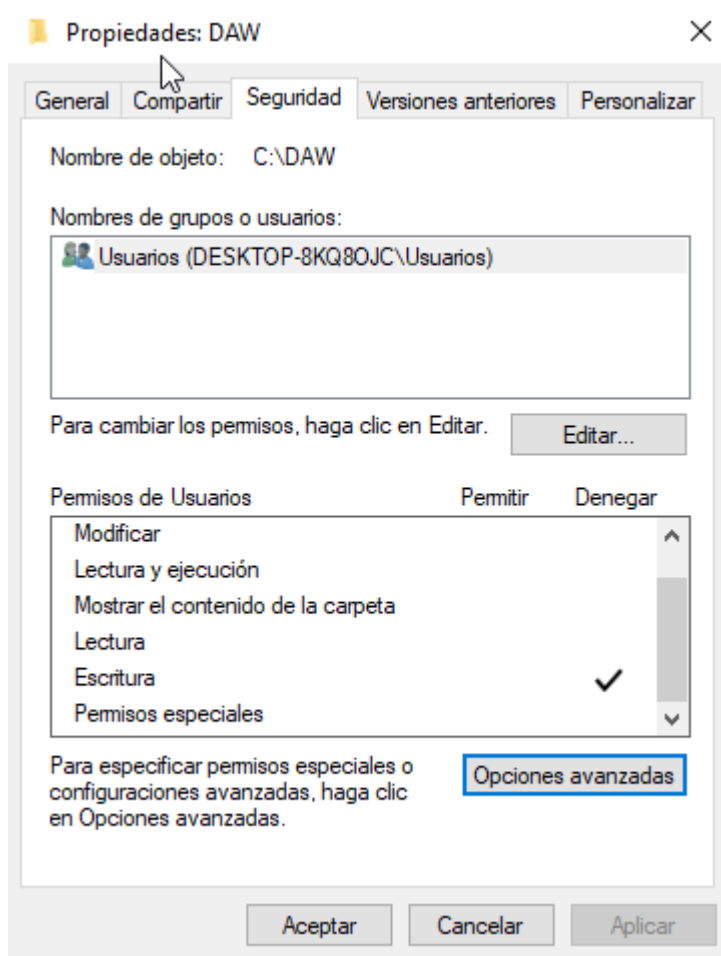 Propiedades: DAW
General Compartir Seguridad Versiones anteriores Personalizar
Nombre de objeto: C:\DAW
Nombres de grupos o usuarios:
Usuarios (DESKTOP-8KQ8OJC\Usuarios)
Para cambiar los permisos, haga clic en Editar. Editar...
Permisos de Usuarios Permitir Denegar
Modificar
Lectura y ejecución
Mostrar el contenido de la carpeta
Lectura
Escritura
Permisos especiales
Para especificar permisos especiales o
configuraciones avanzadas, haga clic
en Opciones avanzadas.
Opciones avanzadas
Aceptar Cancelar Aplicar